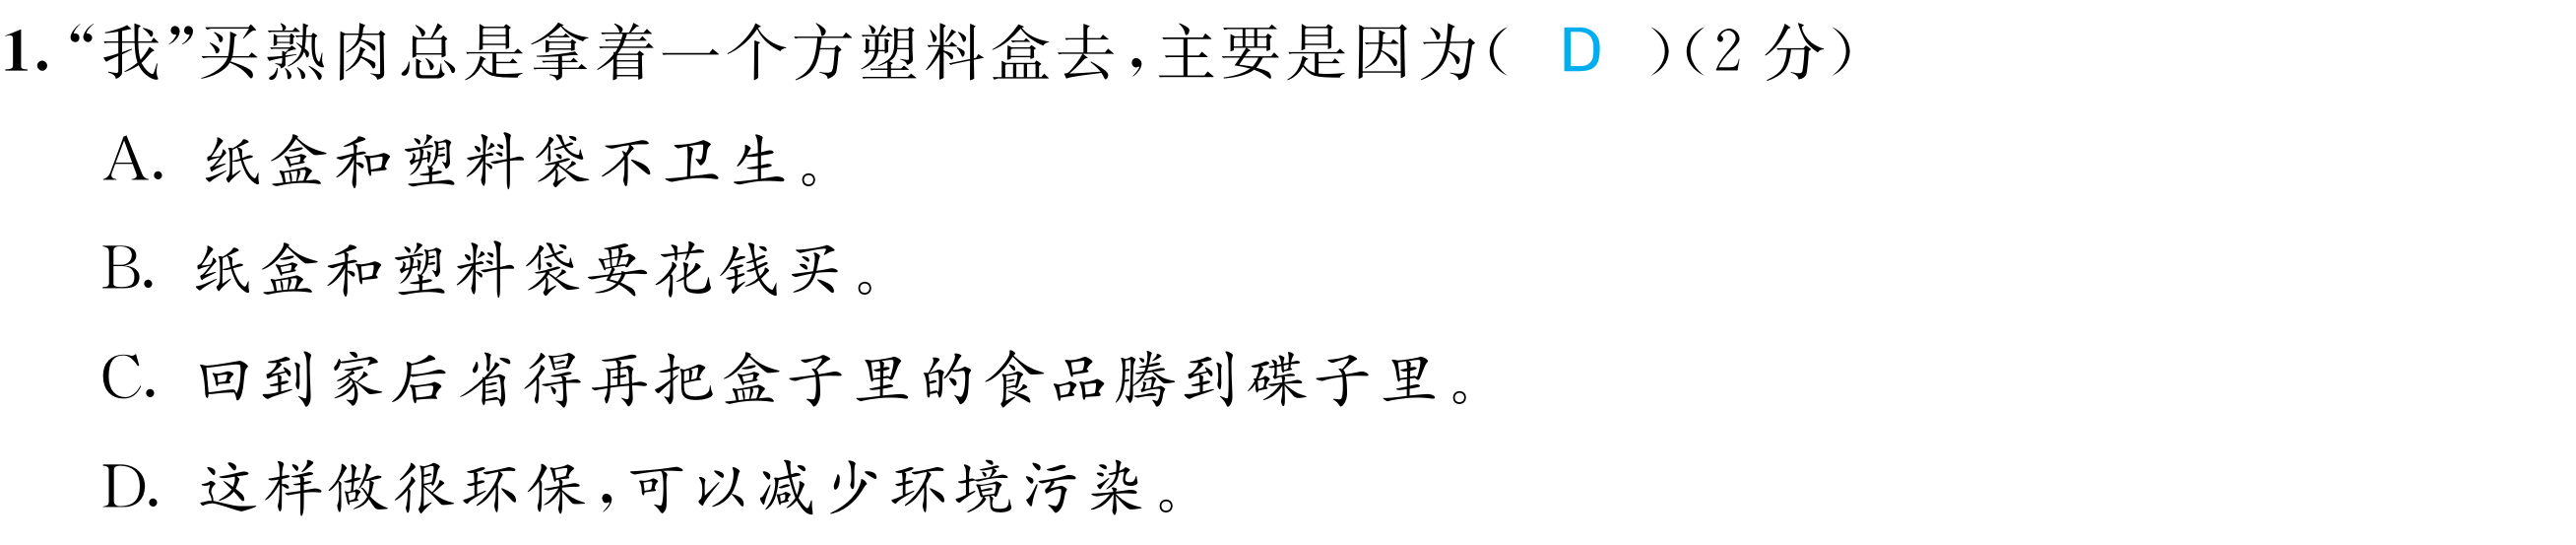 1.“我”买熟肉总是拿着一个方塑料盒去,主要是因为( D )(2 分)
A. 纸盒和塑料袋不卫生。
B. 纸盒和塑料袋要花钱买。
C. 回到家后省得再把盒子里的食品腾到碟子里。
D. 这样做很环保,可以减少环境污染。